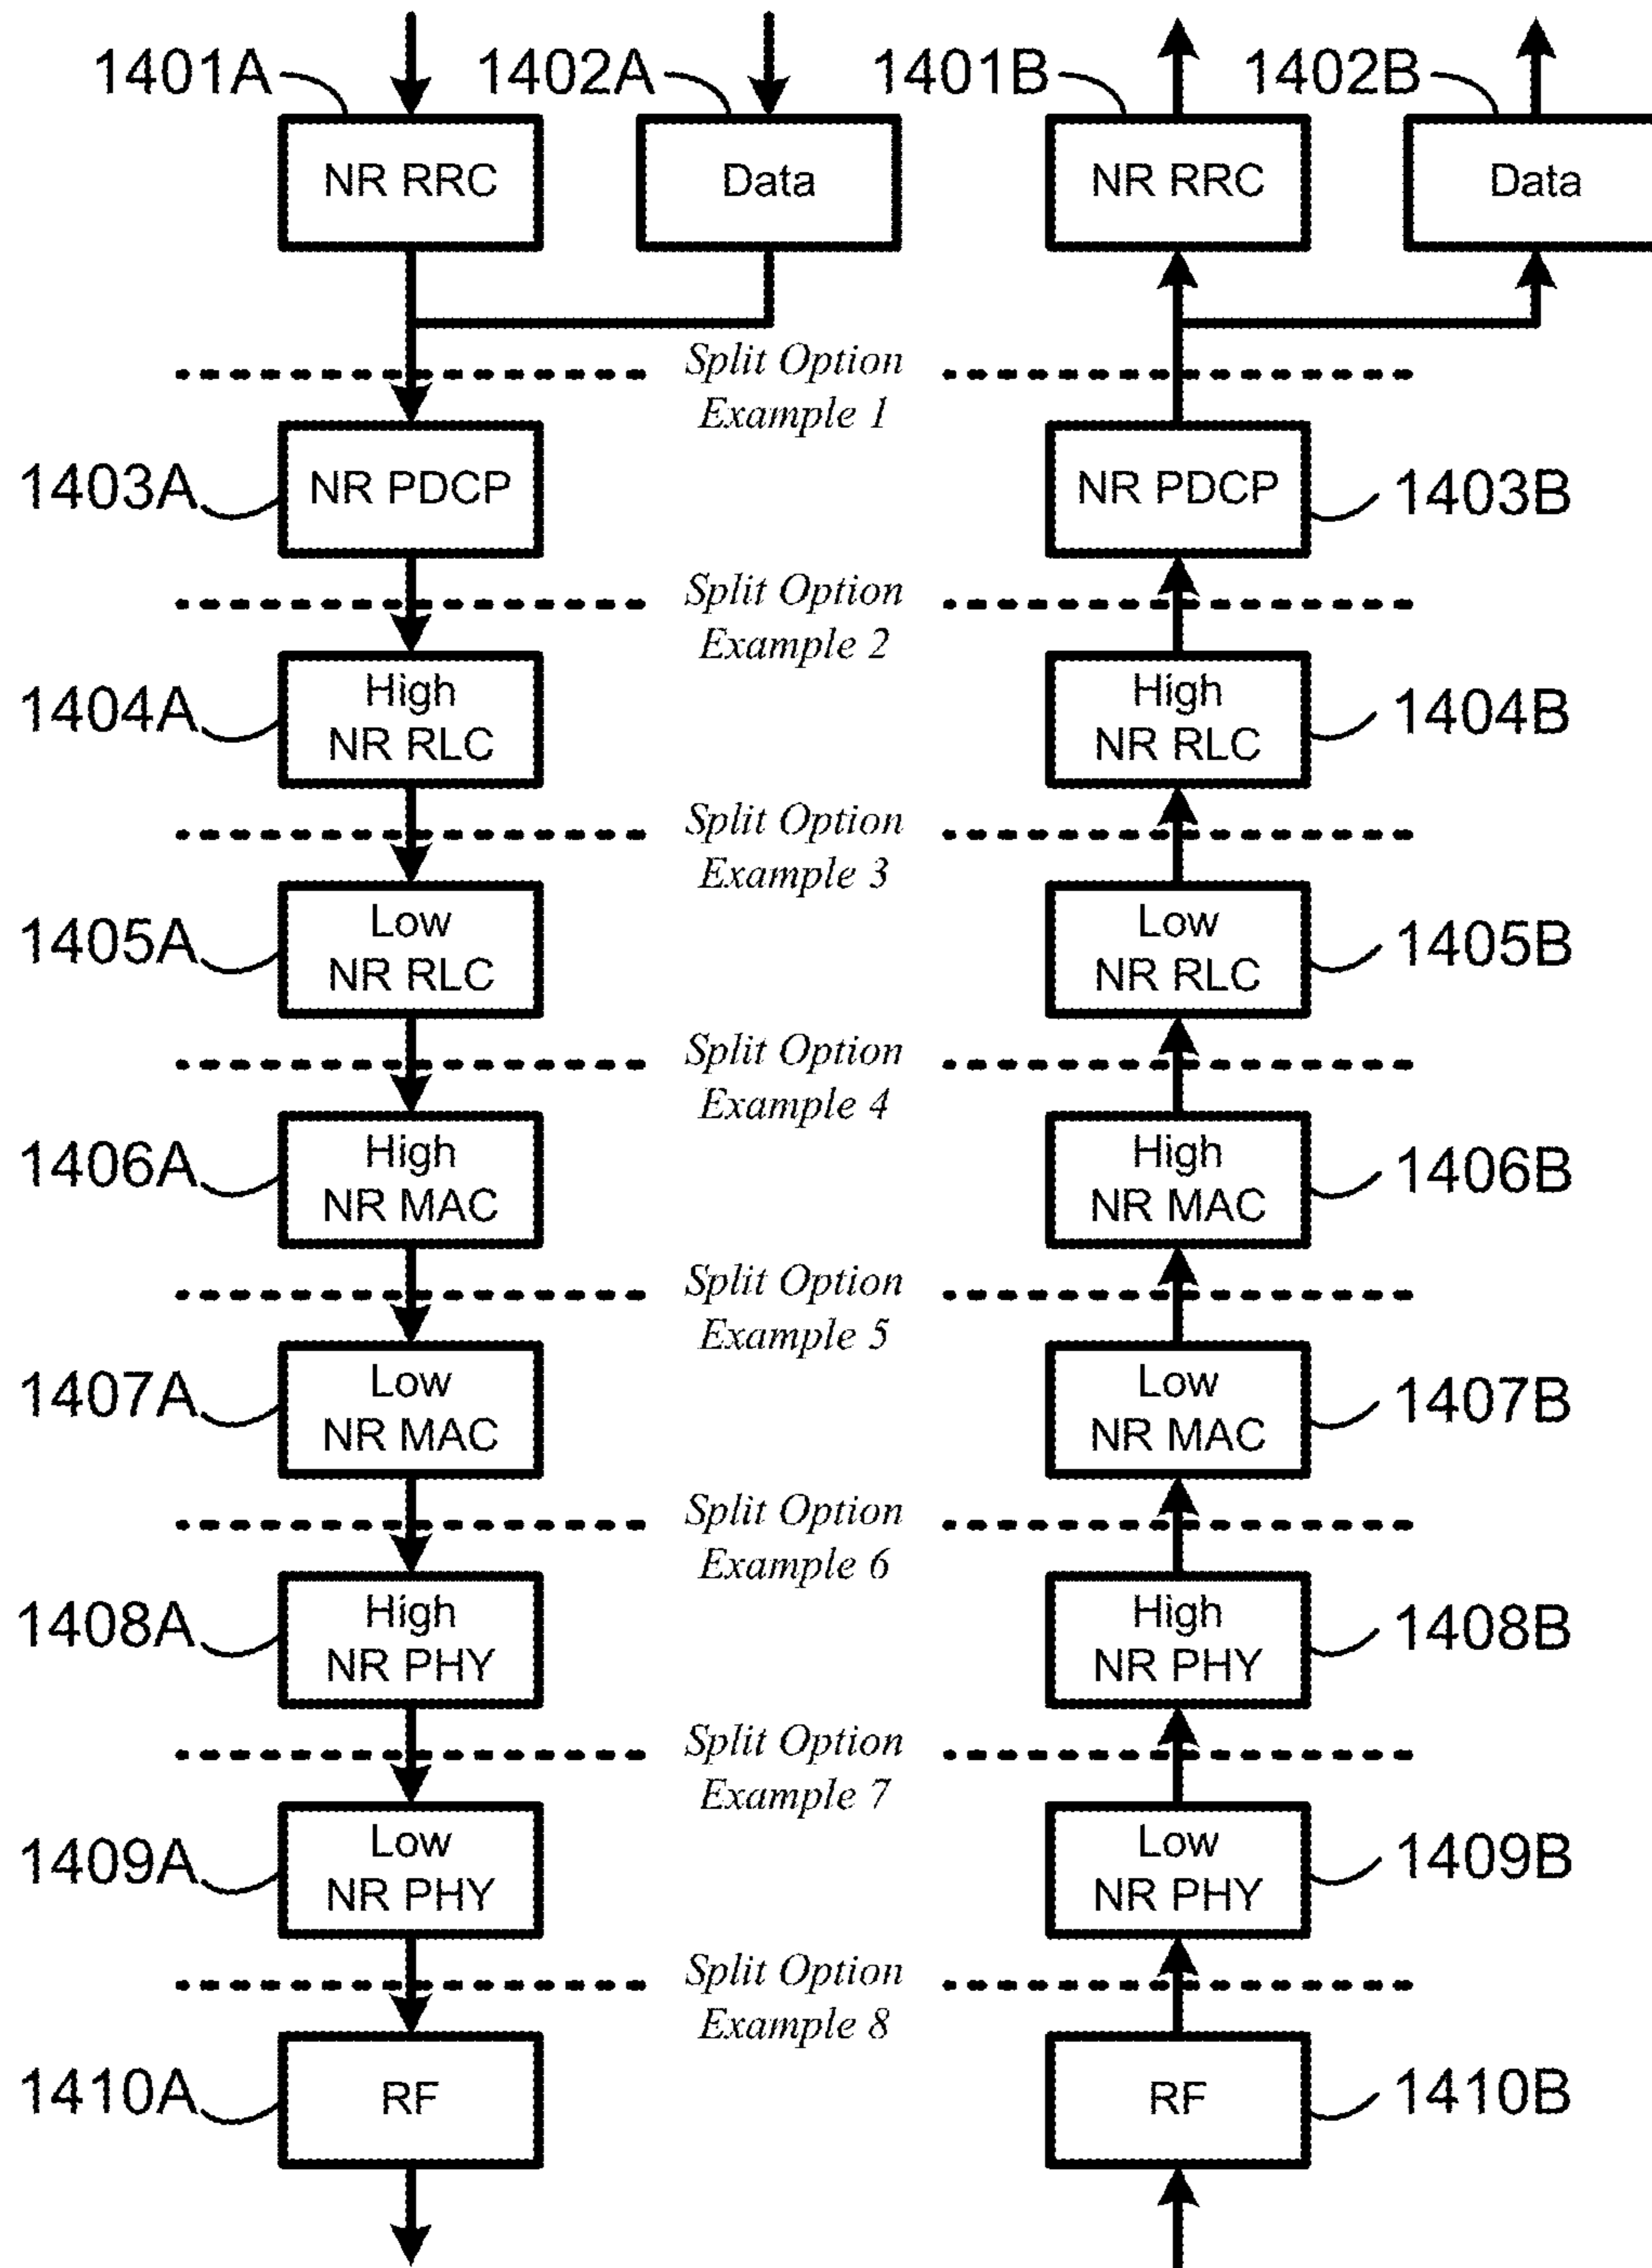 1401A 1402A 1401B 1402B
NR RRC Data NR RRC Data
Split Option
Example 1
1403A NR PDCP NR PDCP 1403B
Split Option
Example 2
1404A High NR RLC High NR RLC 1404B
Split Option
Example 3
1405A Low NR RLC Low NR RLC 1405B
Split Option
Example 4
1406A High NR MAC High NR MAC 1406B
Split Option
Example 5
1407A Low NR MAC Low NR MAC 1407B
Split Option
Example 6
1408A High NR PHY High NR PHY 1408B
Split Option
Example 7
1409A Low NR PHY Low NR PHY 1409B
Split Option
Example 8
1410A RF RF 1410B